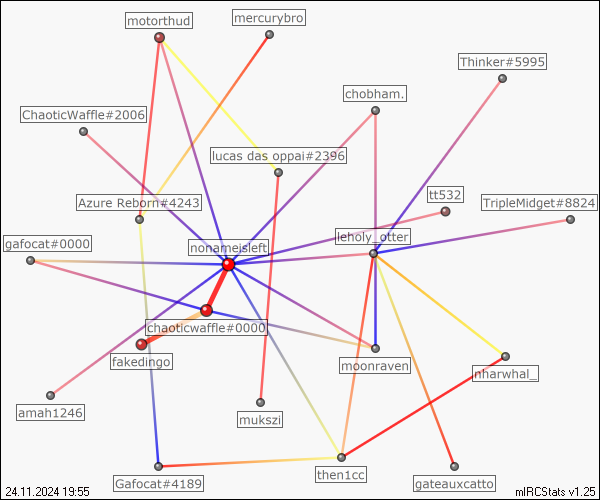 motorthud
mercurybro
Thinker#5995
chobham.
ChaoticWaffle#2006
lucas das oppai#2396
tt532
Azure Reborn#4243
TripleMidget#8824
leholy_otter
gafocat#0000
nonameisleft
chaoticwaffle#0000
fakedingo
moonraven
nharwhal_
amah1246
mukszi
then1cc
Gafocat#4189
gateauxcatto
24.11.2024 19:55
mIRCStats v1.25